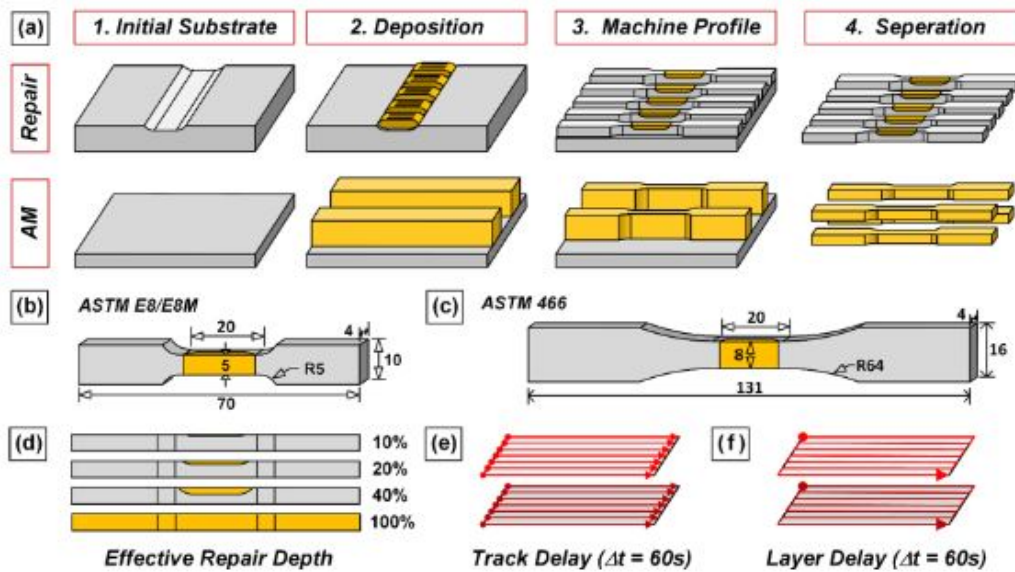 (a)
1. Initial Substrate
2. Deposition
3. Machine Profile
4. Seperation
Repair
AM
(b)
ASTM E8/E8M
20
4
10
5
R5
70
(c)
ASTM 466
20
4
16
8
R64
131
(d)
10%
20%
40%
100%
Effective Repair Depth
(e)
Track Delay (Δt = 60s)
(f)
Layer Delay (Δt = 60s)